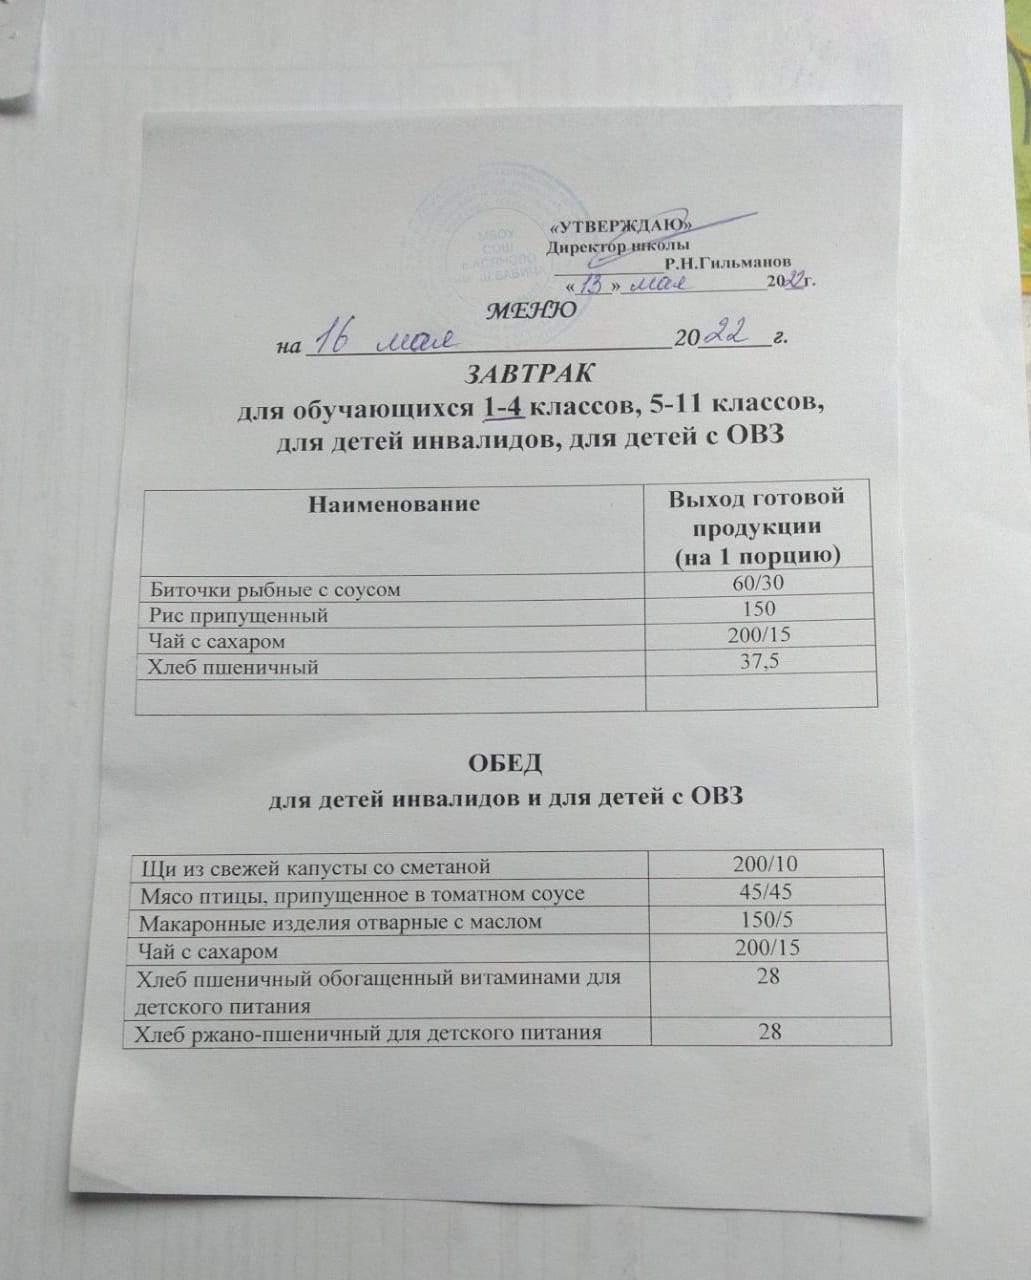 МБОУ
СОШ
«УТВЕРЖДАЮ»
Директор школы
____________Р.Н.Гильманов
«13» мая 2022г.
МЕНЮ
на 16 мая 2022 г.
ЗАВТРАК
для обучающихся 1-4 классов, 5-11 классов,
для детей инвалидов, для детей с ОВЗ
Наименование Выход готовой
продукции
(на 1 порцию)
Биточки рыбные с соусом 60/30
Рис припущенный 150
Чай с сахаром 200/15
Хлеб пшеничный 37,5
ОБЕД
для детей инвалидов и для детей с ОВЗ
Щи из свежей капусты со сметаной 200/10
Мясо птицы, припущенное в томатном соусе 45/45
Макаронные изделия отварные с маслом 150/5
Чай с сахаром 200/15
Хлеб пшеничный обогащенный витаминами для 28
детского питания
Хлеб ржано-пшеничный для детского питания 28